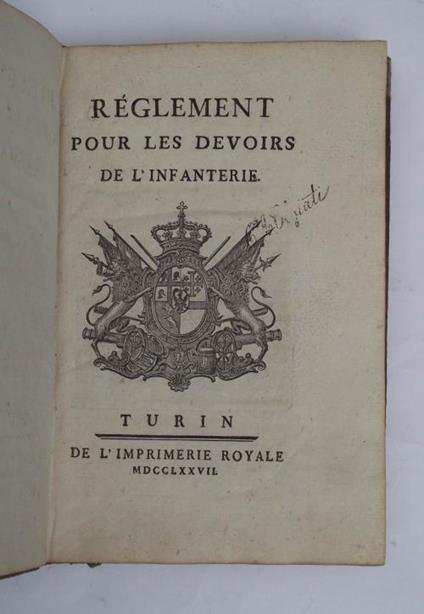 RÉGLEMENT
POUR LES DEVOIRS
DE L'INFANTERIE.
TURIN
DE L'IMPRIMERIE ROYALE
MDCCLXXVII.